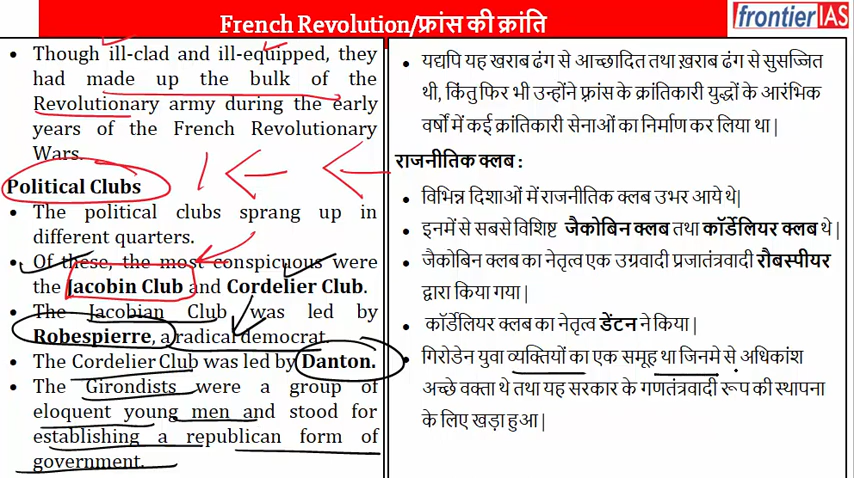 French Revolution/फ्रांस की क्रांति
frontierIAS
• Though ill-clad and ill-equipped, they
had made up the bulk of the
Revolutionary army during the early
years of the French Revolutionary
Wars.
Political Clubs
• The political clubs sprang up in
different quarters.
• Of these, the most conspicuous were
the Jacobin Club and Cordelier Club.
• The Jacobian Club was led by
Robespierre, a radical democrat.
• The Cordelier Club was led by Danton.
• The Girondists were a group of
eloquent young men and stood for
establishing a republican form of
government.
• यद्यपि यह खराब ढंग से आच्छादित तथा ख़राब ढंग से सुसज्जित
थी, किंतु फिर भी उन्होंने फ्रांस के क्रांतिकारी युद्धों के आरंभिक
वर्षों में कई क्रांतिकारी सेनाओं का निर्माण कर लिया था |
राजनीतिक क्लब :
• विभिन्न दिशाओं में राजनीतिक क्लब उभर आये थे|
• इनमें से सबसे विशिष्ट जैकोबिन क्लब तथा कॉर्डेलियर क्लब थे |
• जैकोबिन क्लब का नेतृत्व एक उग्रवादी प्रजातंत्रवादी रौबस्पीयर
द्वारा किया गया |
• कॉर्डेलियर क्लब का नेतृत्व डेंटन ने किया |
• गिरोडेन युवा व्यक्तियों का एक समूह था जिनमे से अधिकांश
अच्छे वक्ता थे तथा यह सरकार के गणतंत्रवादी रूप की स्थापना
के लिए खड़ा हुआ |